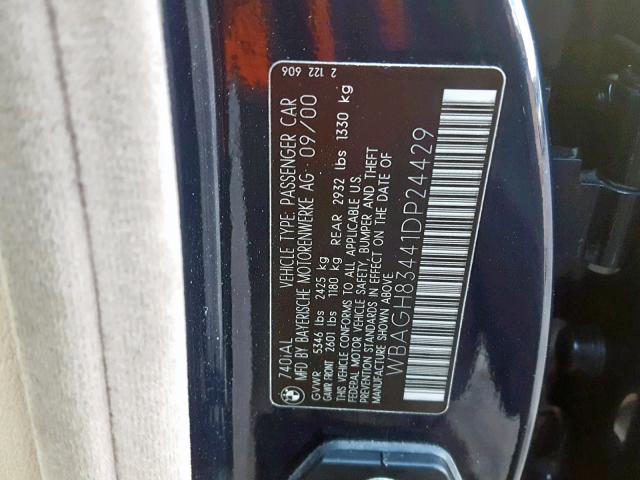 740iAL
VEHICLE TYPE: PASSENGER CAR
MFD BY BAYERISCHE MOTORENWERKE AG 09/00
GVWR 5346 lbs 2425 kg
GAWR FRONT 2601 lbs 1180 kg REAR 2932 lbs 1330 kg
THIS VEHICLE CONFORMS TO ALL APPLICABLE U.S.
FEDERAL MOTOR VEHICLE SAFETY, BUMPER AND THEFT
PREVENTION STANDARDS IN EFFECT ON THE DATE OF
MANUFACTURE SHOWN ABOVE
WBAGH83441DP24429
2 122 606
BMW